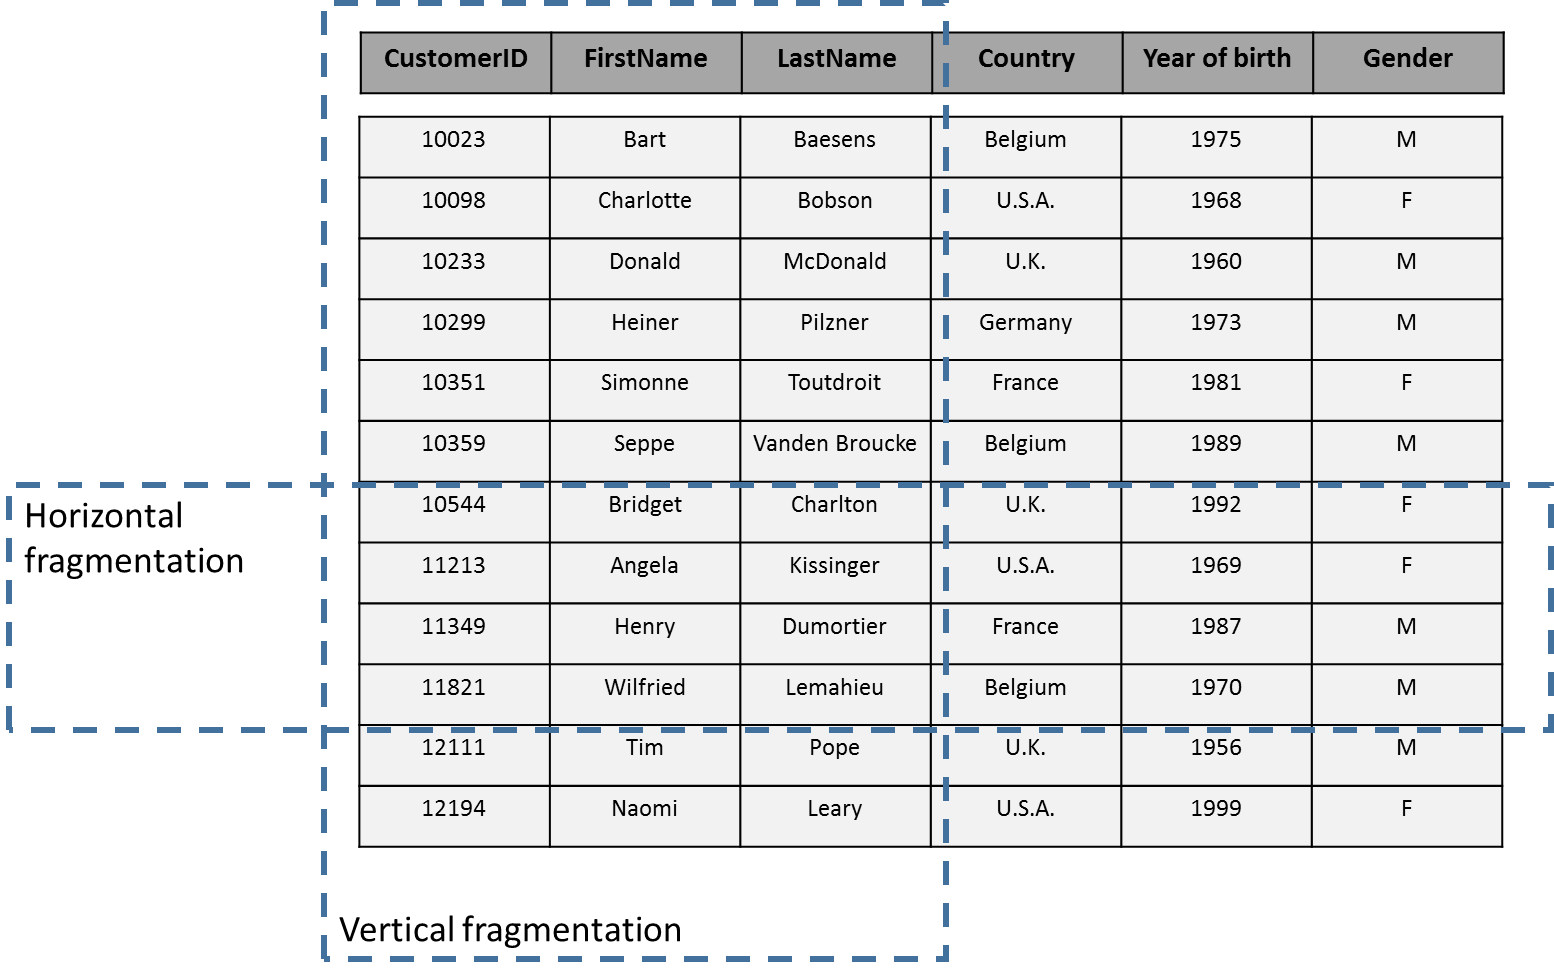 CustomerID FirstName LastName Country Year of birth Gender
10023 Bart Baesens Belgium 1975 M
10098 Charlotte Bobson U.S.A. 1968 F
10233 Donald McDonald U.K. 1960 M
10299 Heiner Pilzner Germany 1973 M
10351 Simonne Toutdroit France 1981 F
10359 Seppe Vanden Broucke Belgium 1989 M
Horizontal
fragmentation
10544 Bridget Charlton U.K. 1992 F
11213 Angela Kissinger U.S.A. 1969 F
11349 Henry Dumortier France 1987 M
11821 Wilfried Lemahieu Belgium 1970 M
12111 Tim Pope U.K. 1956 M
12194 Naomi Leary U.S.A. 1999 F
Vertical fragmentation